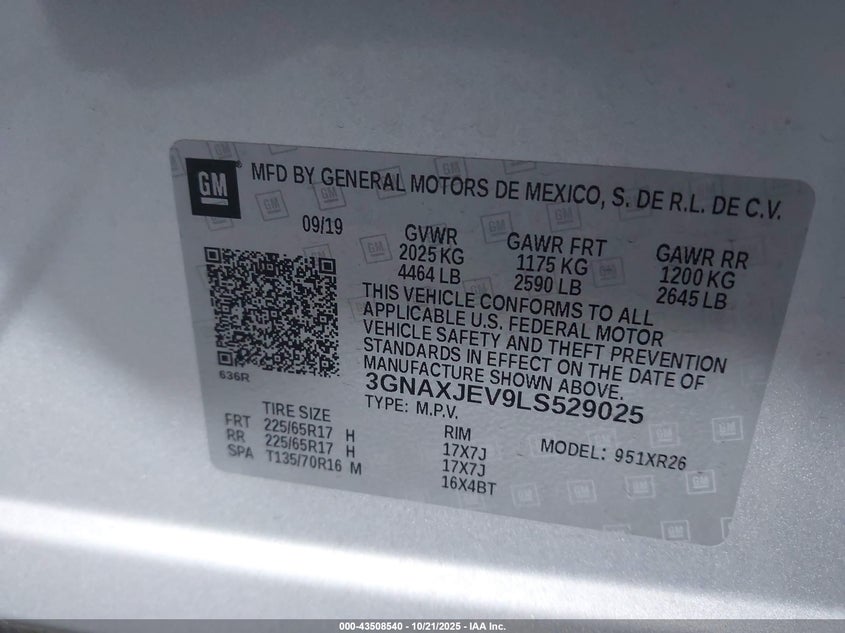 GM
MFD BY GENERAL MOTORS DE MEXICO, S. DE R.L. DE C.V.
09/19
GVWR GAWR FRT GAWR RR
2025 KG 1175 KG 1200 KG
4464 LB 2590 LB 2645 LB
THIS VEHICLE CONFORMS TO ALL
APPLICABLE U.S. FEDERAL MOTOR
VEHICLE SAFETY AND THEFT PREVENTION
STANDARDS IN EFFECT ON THE DATE OF
MANUFACTURE SHOWN ABOVE.
636R
3GNAXJEV9LS529025
TYPE: M.P.V.
TIRE SIZE RIM MODEL: 951XR26
FRT 225/65R17 H 17X7J
RR 225/65R17 H 17X7J
SPA T135/70R16 M 16X4BT
000-43508540 - 10/21/2025 - IAA Inc.